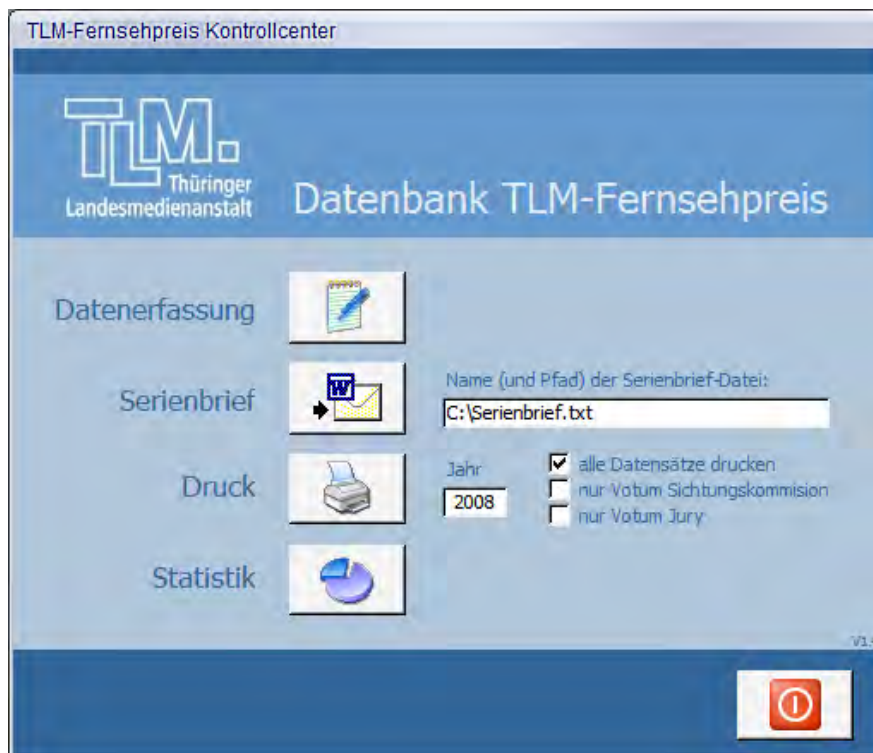 TLM-Fernsehpreis Kontrollcenter
TLM.
Thüringer
Landesmedienanstalt
Datenbank TLM-Fernsehpreis
Datenerfassung
Serienbrief
W
Name (und Pfad) der Serienbrief-Datei:
C:\Serienbrief.txt
Druck
Jahr
2008
alle Datensätze drucken
nur Votum Sichtungskommision
nur Votum Jury
Statistik